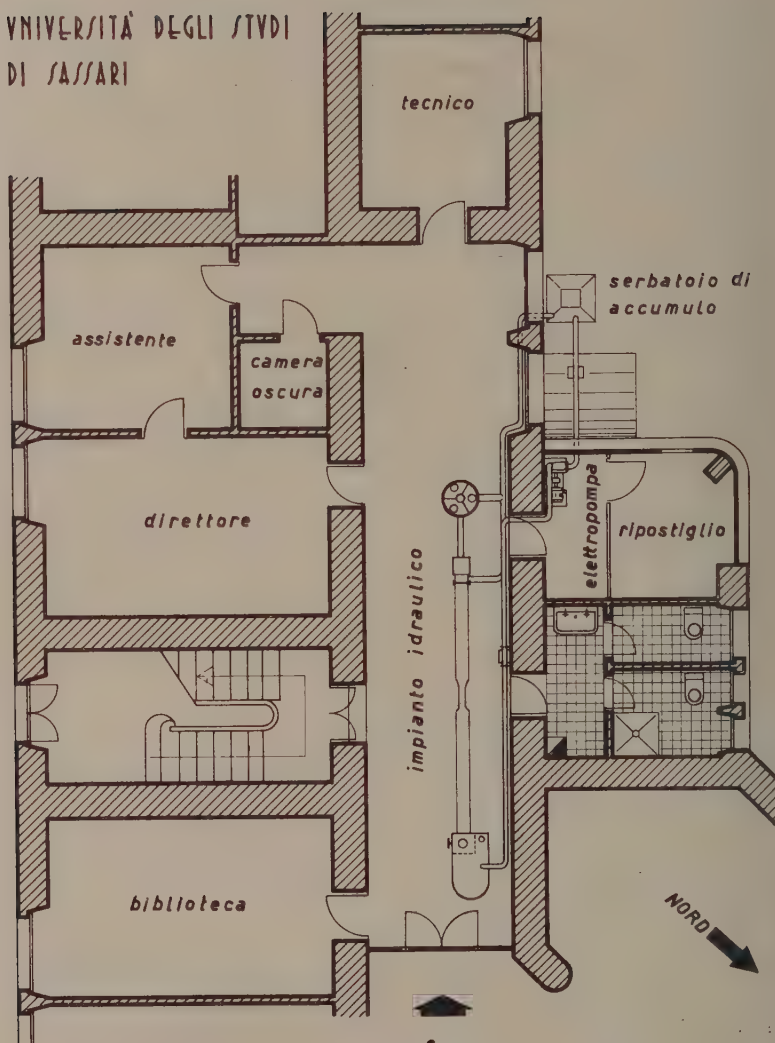 VNIVERSITÀ DEGLI STVDI
DI SASSARI
tecnico
serbatoio di
accumulo
assistente
camera
oscura
direttore
elettropompa
ripostiglio
impianto idraulico
biblioteca
NORD